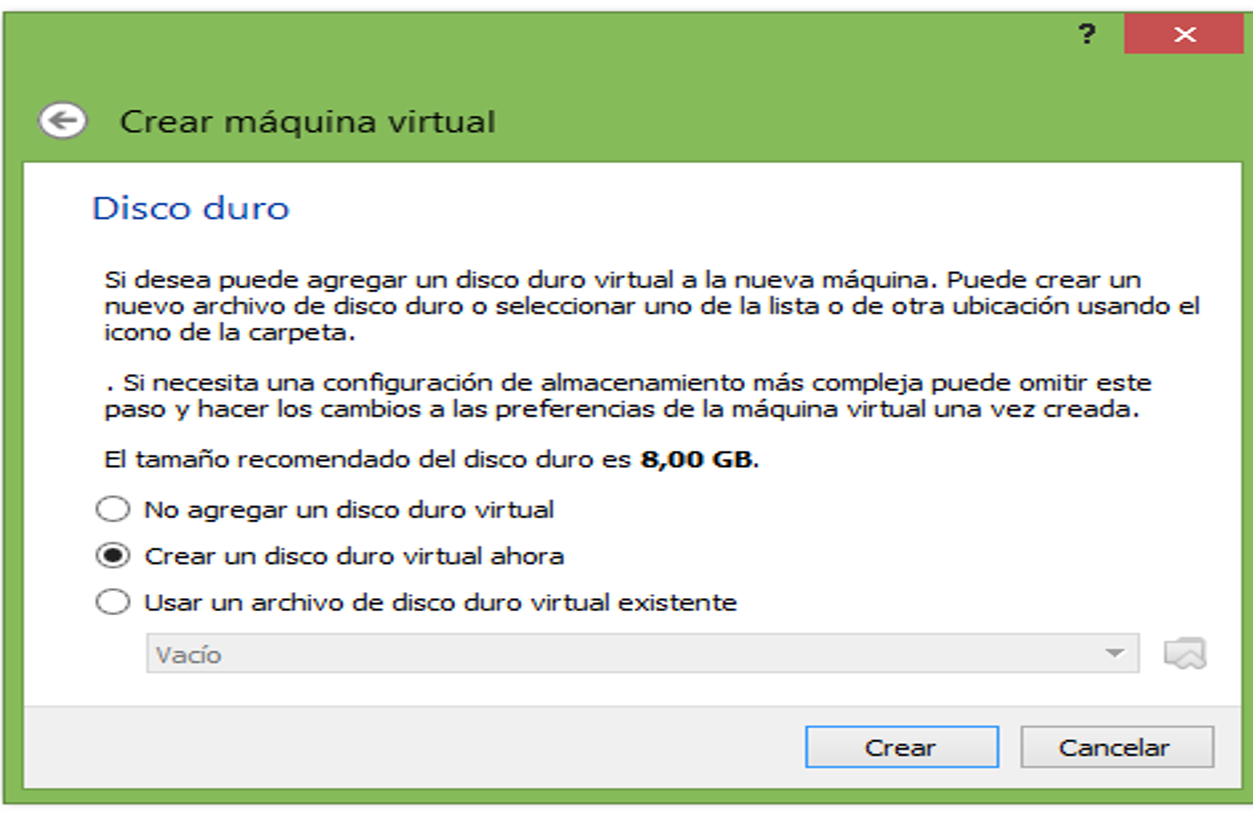 ?
Crear máquina virtual
Disco duro
Si desea puede agregar un disco duro virtual a la nueva máquina. Puede crear un
nuevo archivo de disco duro o seleccionar uno de la lista o de otra ubicación usando el
icono de la carpeta.
. Si necesita una configuración de almacenamiento más compleja puede omitir este
paso y hacer los cambios a las preferencias de la máquina virtual una vez creada.
El tamaño recomendado del disco duro es 8,00 GB.
No agregar un disco duro virtual
Crear un disco duro virtual ahora
Usar un archivo de disco duro virtual existente
Vacío
Crear
Cancelar